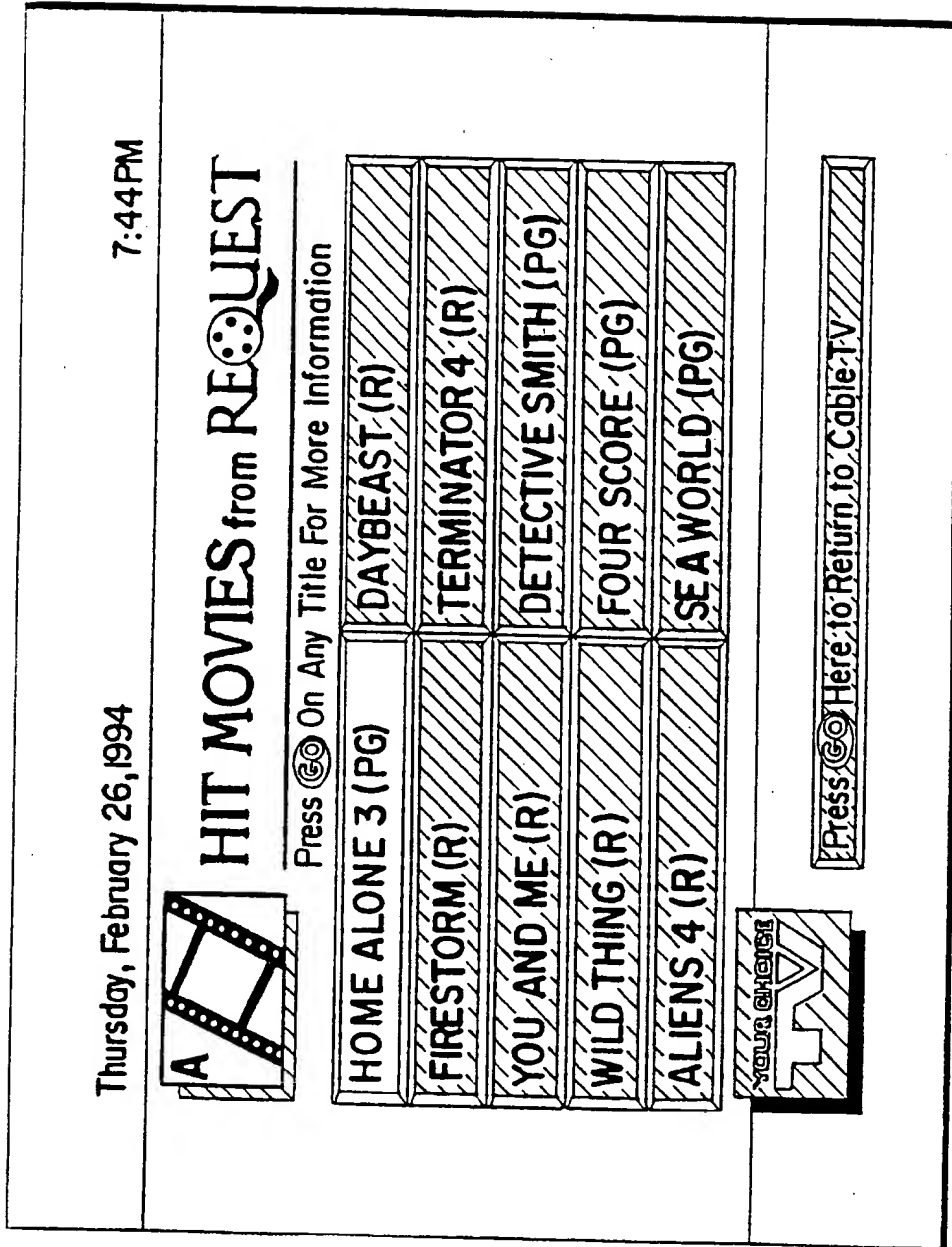 Thursday, February 26, 1994 7:44PM
A
HIT MOVIES from REQUEST
Press GO On Any Title For More Information
HOME ALONE 3 (PG) DAYBEAST (R)
FIRESTORM (R) TERMINATOR 4 (R)
YOU AND ME (R) DETECTIVE SMITH (PG)
WILD THING (R) FOUR SCORE (PG)
ALIENS 4 (R) SEA WORLD (PG)
YOUR CHOICE
TV
Press GO Here to Return to Cable TV